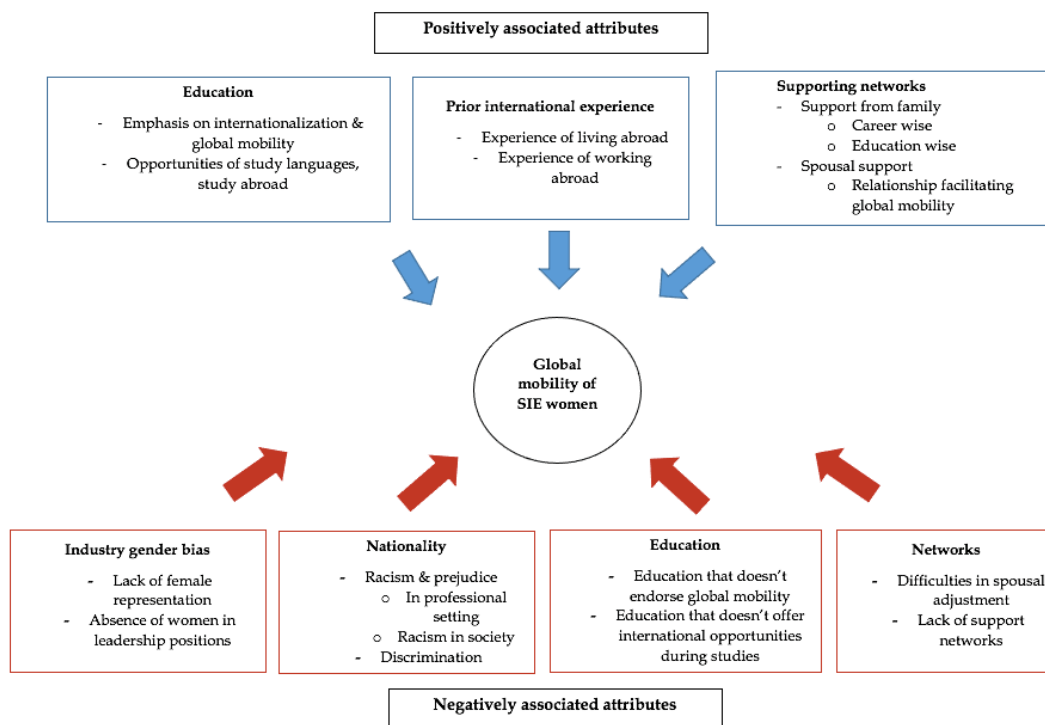 Positively associated attributes
Education
- Emphasis on internationalization &
global mobility
- Opportunities of study languages,
study abroad
Prior international experience
- Experience of living abroad
- Experience of working
abroad
Supporting networks
- Support from family
o Career wise
o Education wise
- Spousal support
o Relationship facilitating
global mobility
Global
mobility of
SIE women
Industry gender bias
- Lack of female
representation
- Absence of women in
leadership positions
Nationality
- Racism & prejudice
o In professional
setting
o Racism in society
- Discrimination
Education
- Education that doesn't
endorse global mobility
- Education that doesn't offer
international opportunities
during studies
Networks
- Difficulties in spousal
adjustment
- Lack of support
networks
Negatively associated attributes